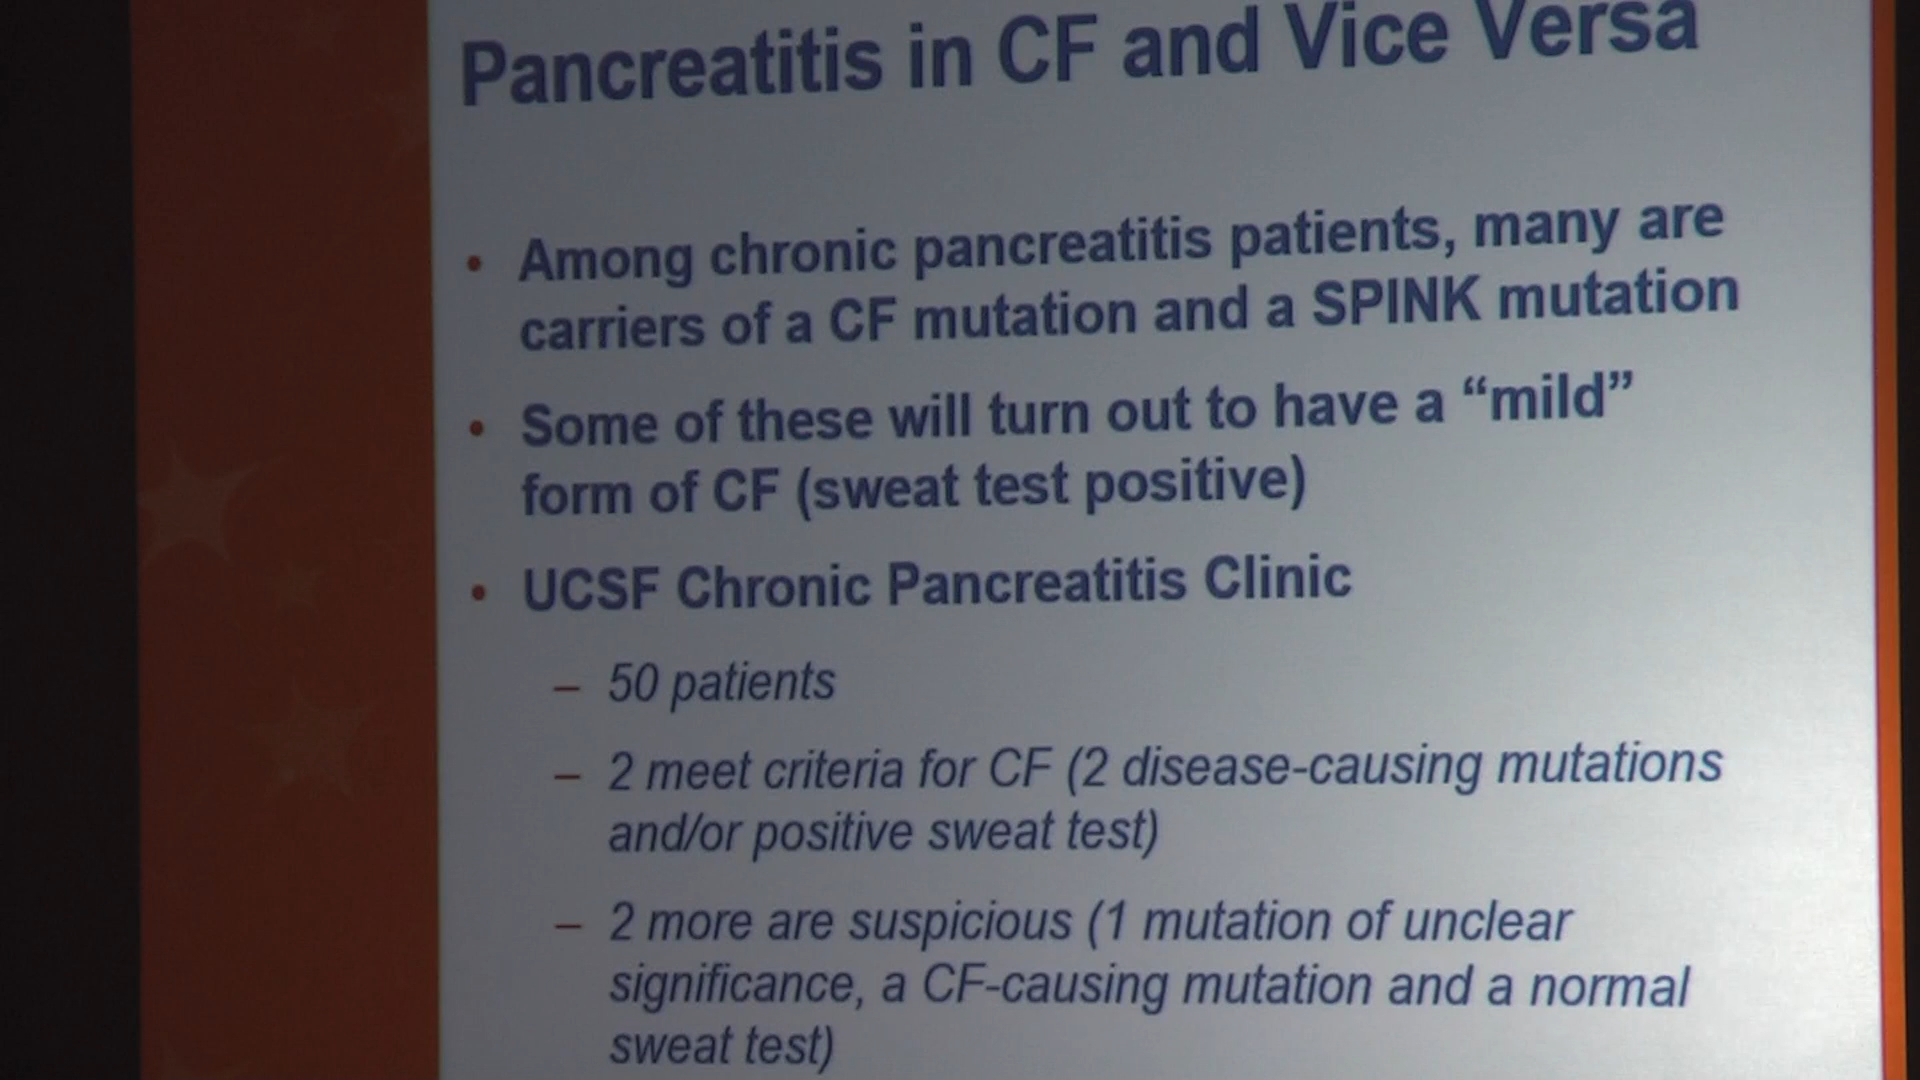 Pancreatitis in CF and Vice Versa
• Among chronic pancreatitis patients, many are
carriers of a CF mutation and a SPINK mutation
• Some of these will turn out to have a “mild”
form of CF (sweat test positive)
• UCSF Chronic Pancreatitis Clinic
– 50 patients
– 2 meet criteria for CF (2 disease-causing mutations
and/or positive sweat test)
– 2 more are suspicious (1 mutation of unclear
significance, a CF-causing mutation and a normal
sweat test)